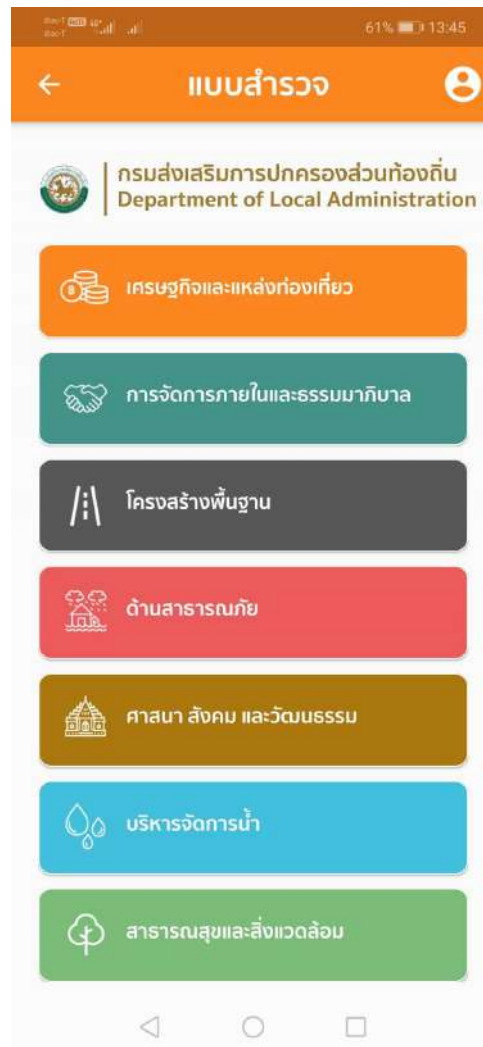 61% 13:45
แบบสำรวจ
กรมส่งเสริมการปกครองส่วนท้องถิ่น
Department of Local Administration
เศรษฐกิจและแหล่งท่องเที่ยว
การจัดการภายในและธรรมมาภิบาล
โครงสร้างพื้นฐาน
ด้านสาธารณภัย
ศาสนา สังคม และวัฒนธรรม
บริหารจัดการน้ำ
สาธารณสุขและสิ่งแวดล้อม